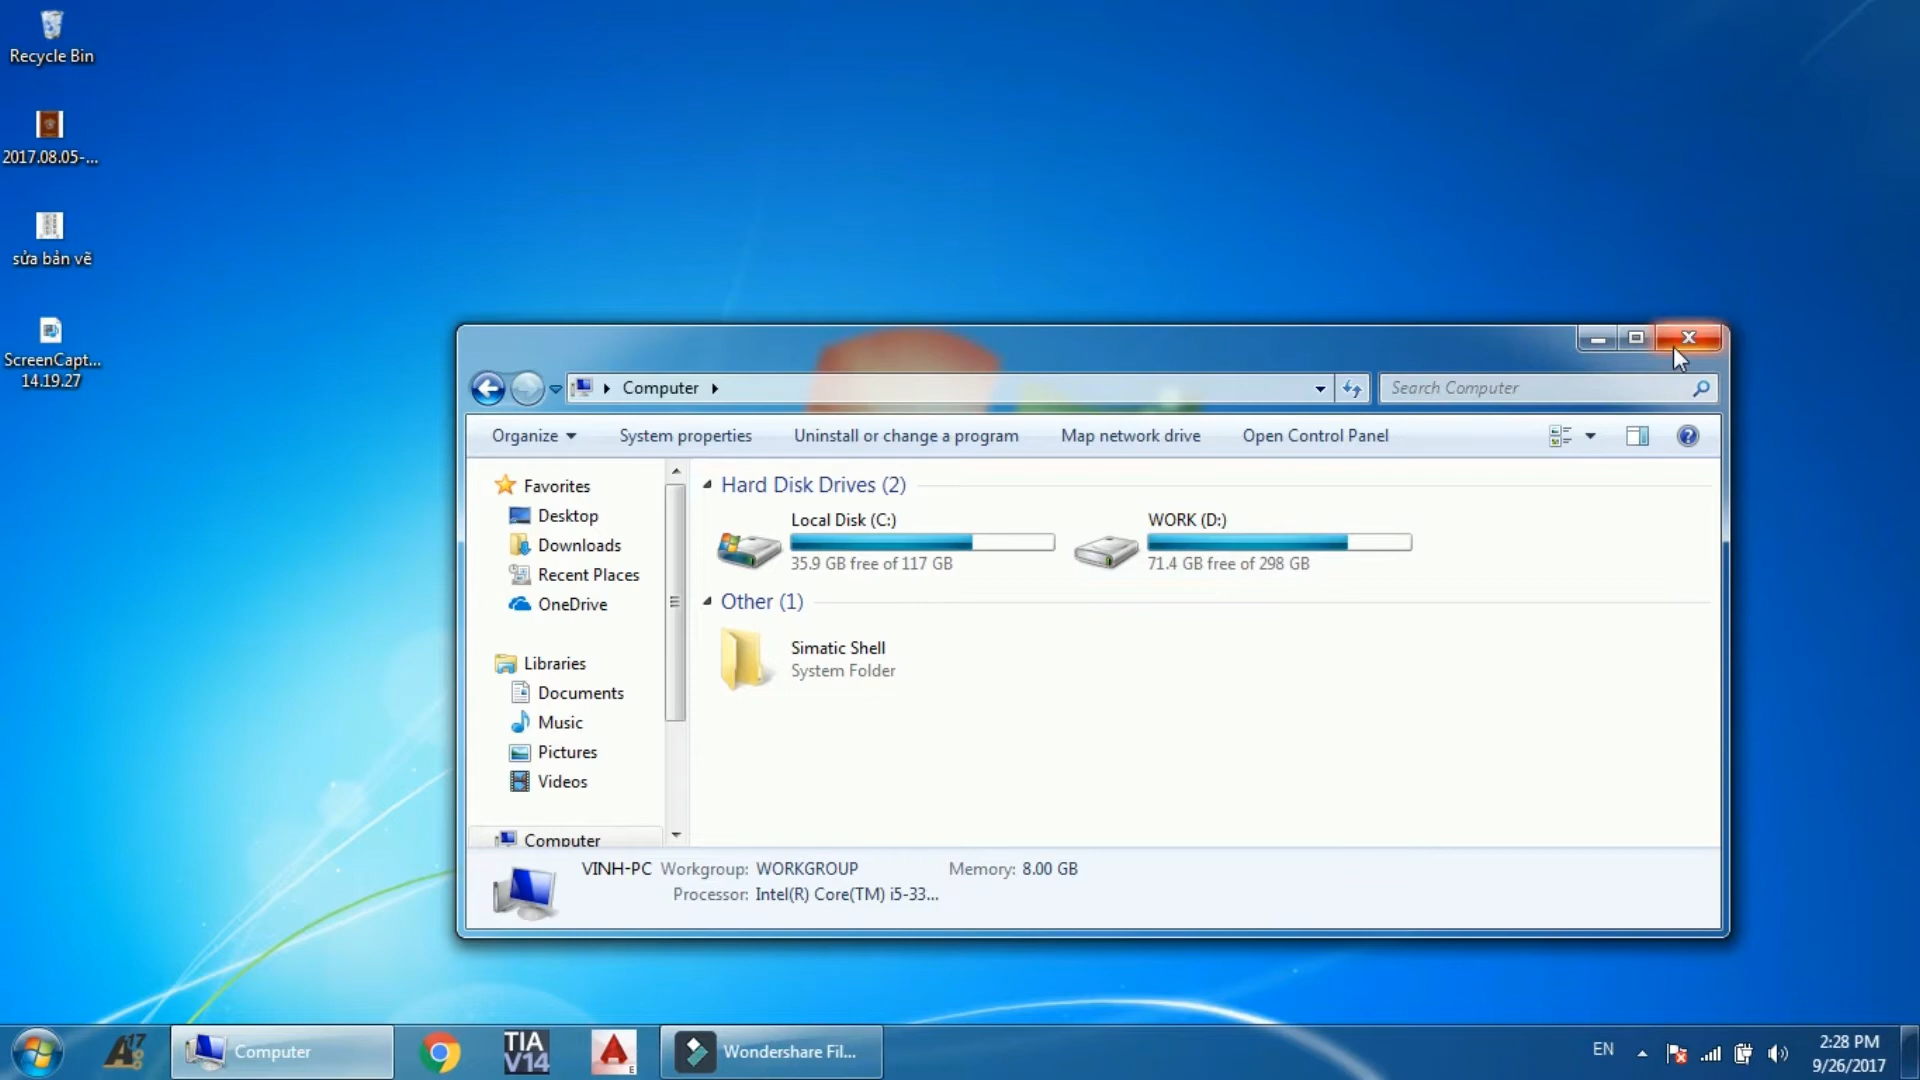 Recycle Bin
2017.08.05-...
sửa bản vẽ
ScreenCapt...
14.19.27
Computer
Search Computer
Organize
System properties
Uninstall or change a program
Map network drive
Open Control Panel
Favorites
Desktop
Downloads
Recent Places
OneDrive
Libraries
Documents
Music
Pictures
Videos
Computer
Hard Disk Drives (2)
Local Disk (C:)
35.9 GB free of 117 GB
WORK (D:)
71.4 GB free of 298 GB
Other (1)
Simatic Shell
System Folder
VINH-PC Workgroup: WORKGROUP Memory: 8.00 GB
Processor: Intel(R) Core(TM) i5-33...
Computer
TIA
V14
Wondershare Fil...
EN
2:28 PM
9/26/2017